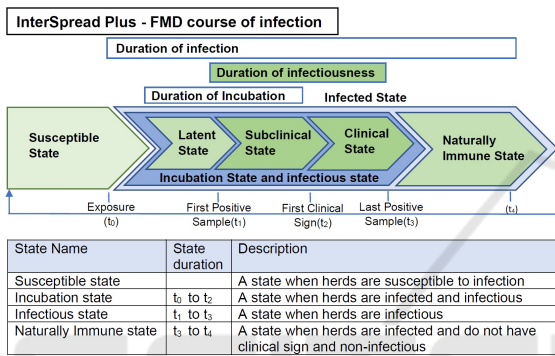 InterSpread Plus - FMD course of infection
Duration of infection
Duration of infectiousness
Duration of Incubation
Infected State
Susceptible
State
Latent
State
Subclinical
State
Clinical
State
Naturally
Immune State
Incubation State and infectious state
Exposure
(t0)
First Positive
Sample(t1)
First Clinical
Sign(t2)
Last Positive
Sample(t3)
(t4)
State Name State duration Description
Susceptible state A state when herds are susceptible to infection
Incubation state t0 to t2 A state when herds are infected and infectious
Infectious state t1 to t3 A state when herds are infectious
Naturally Immune state t3 to t4 A state when herds are infected and do not have
clinical sign and non-infectious